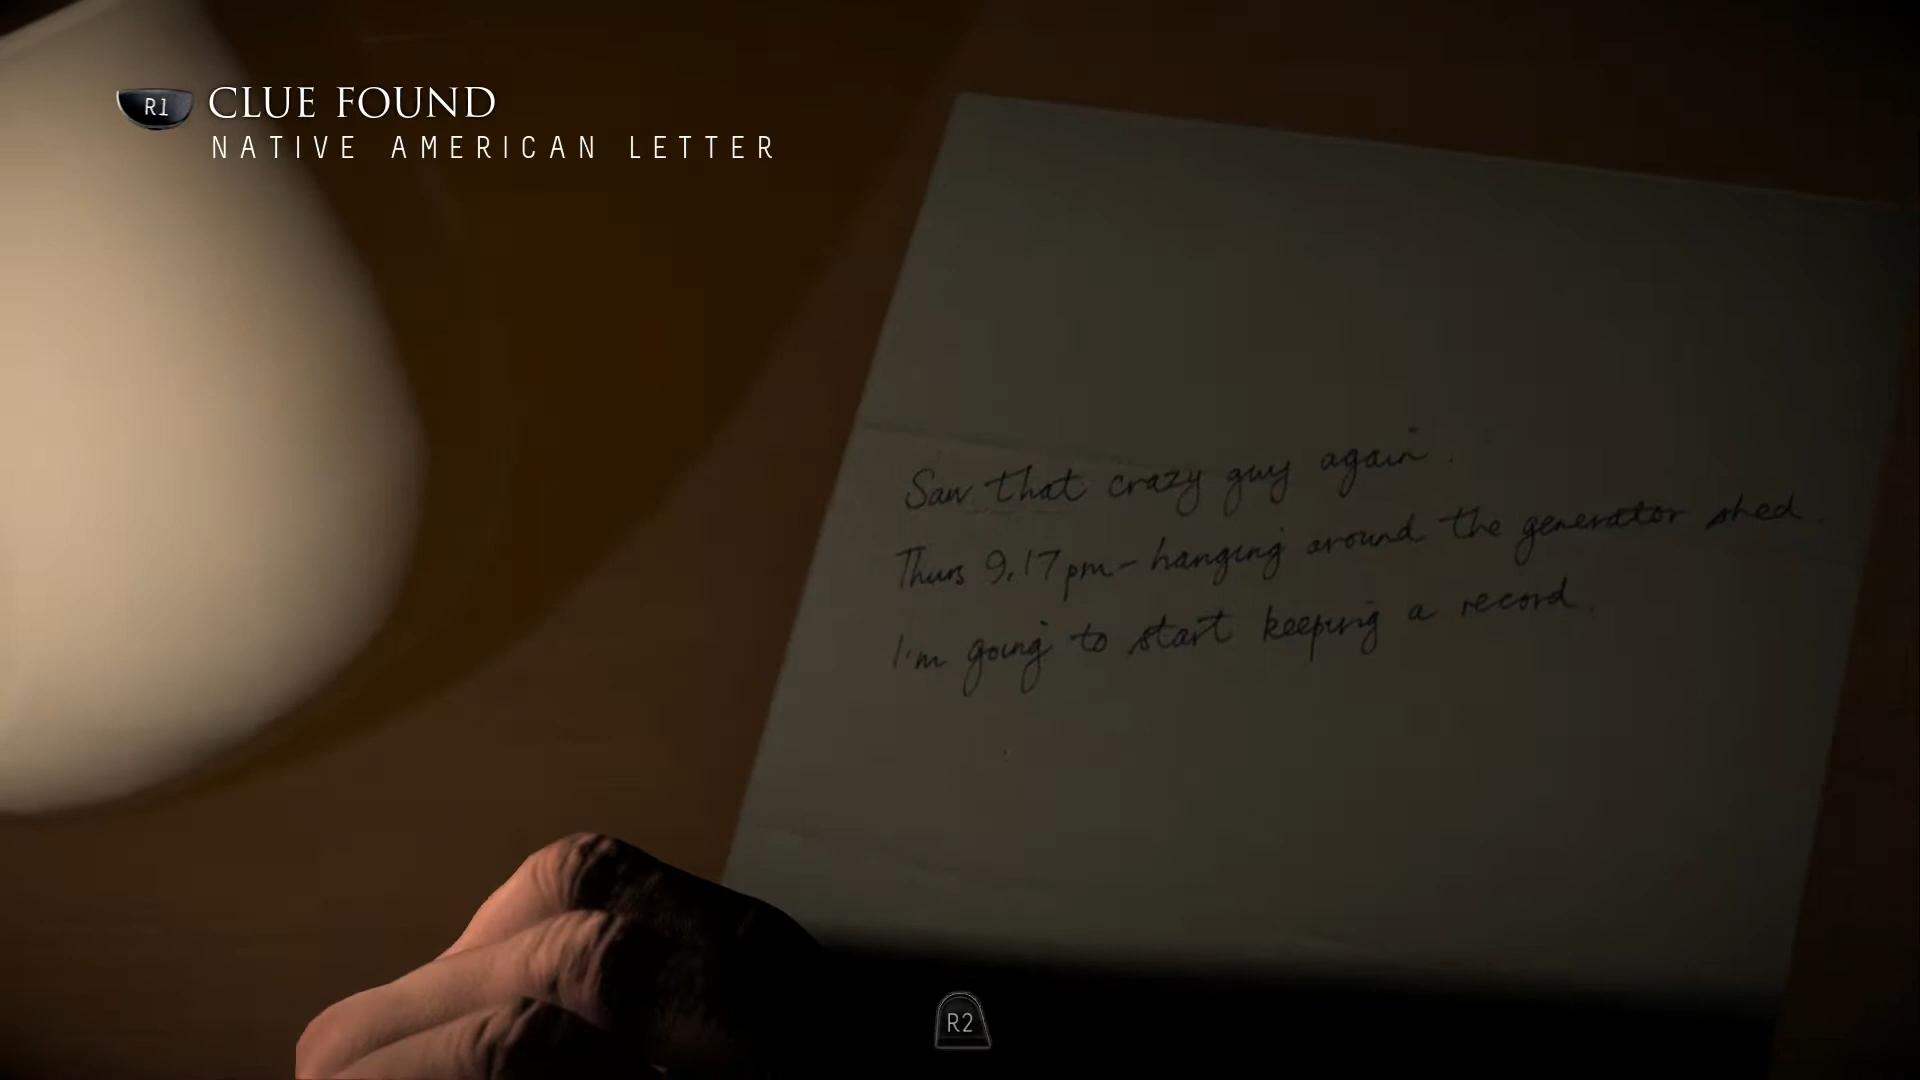 R1 CLUE FOUND
NATIVE AMERICAN LETTER
Saw that crazy guy again.
Thurs 9.17pm - hanging around the generator shed.
I'm going to start keeping a record.
R2